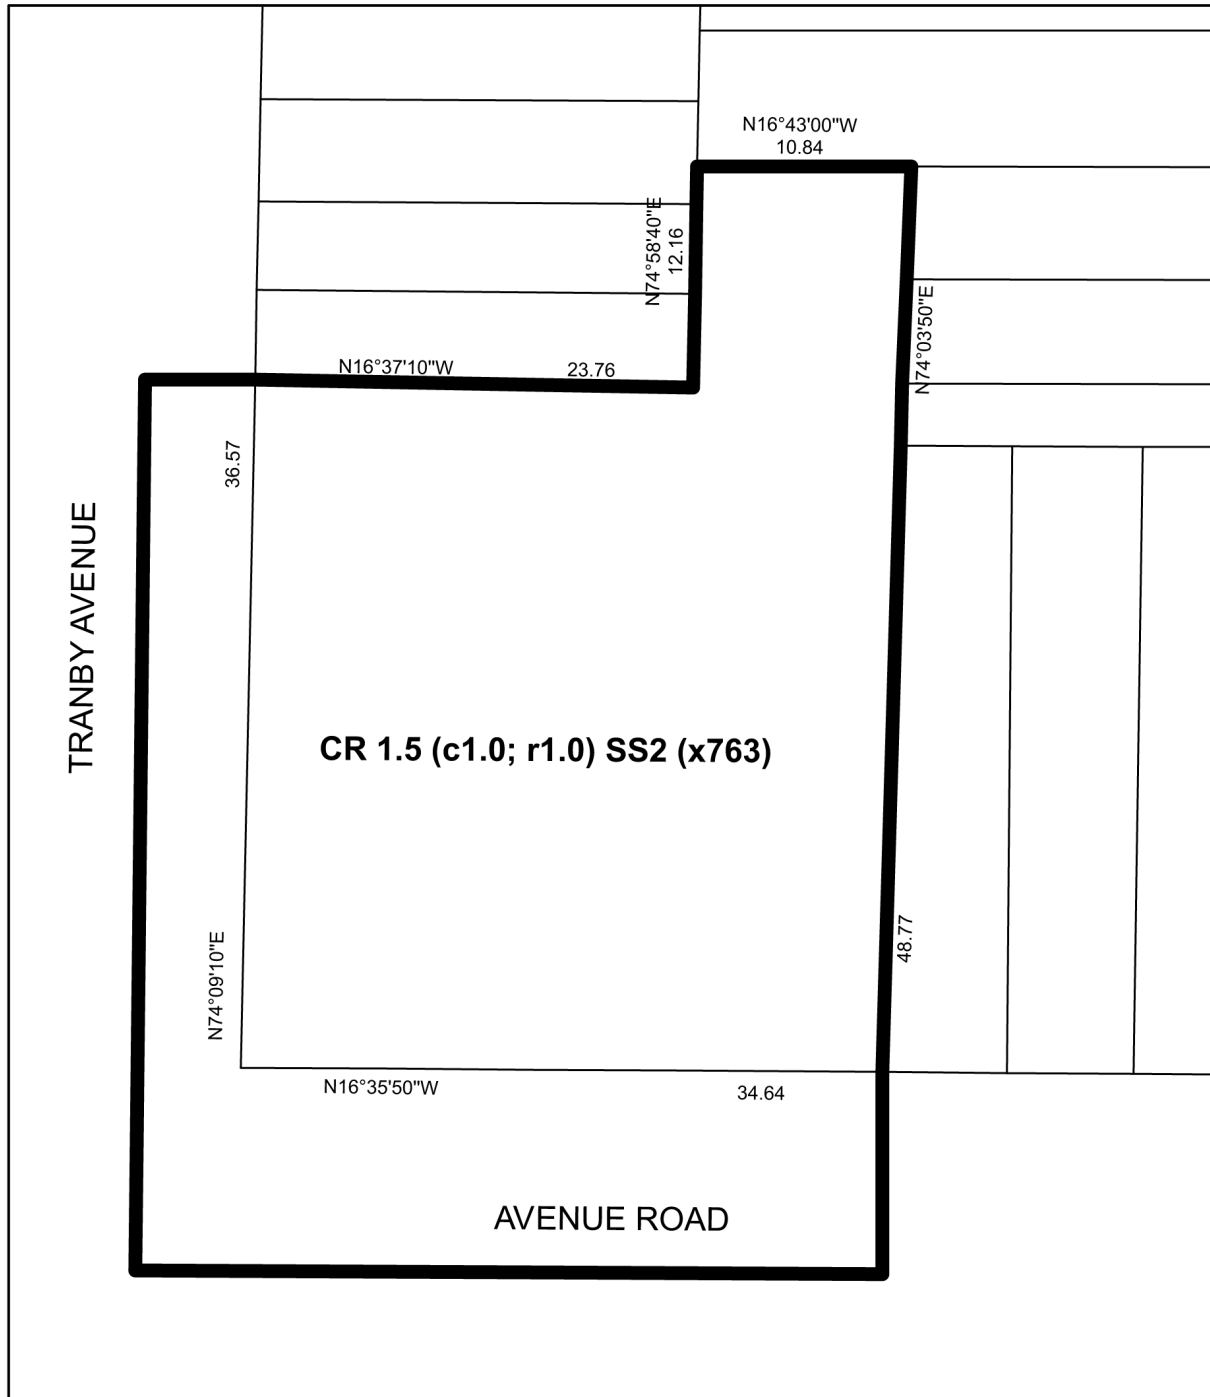 N16°43'00"W
10.84
N74°58'40"E
12.16
N74°03'50"E
N16°37'10"W
23.76
36.57
TRANBY AVENUE
CR 1.5 (c1.0; r1.0) SS2 (x763)
48.77
N74°09'10"E
N16°35'50"W
34.64
AVENUE ROAD